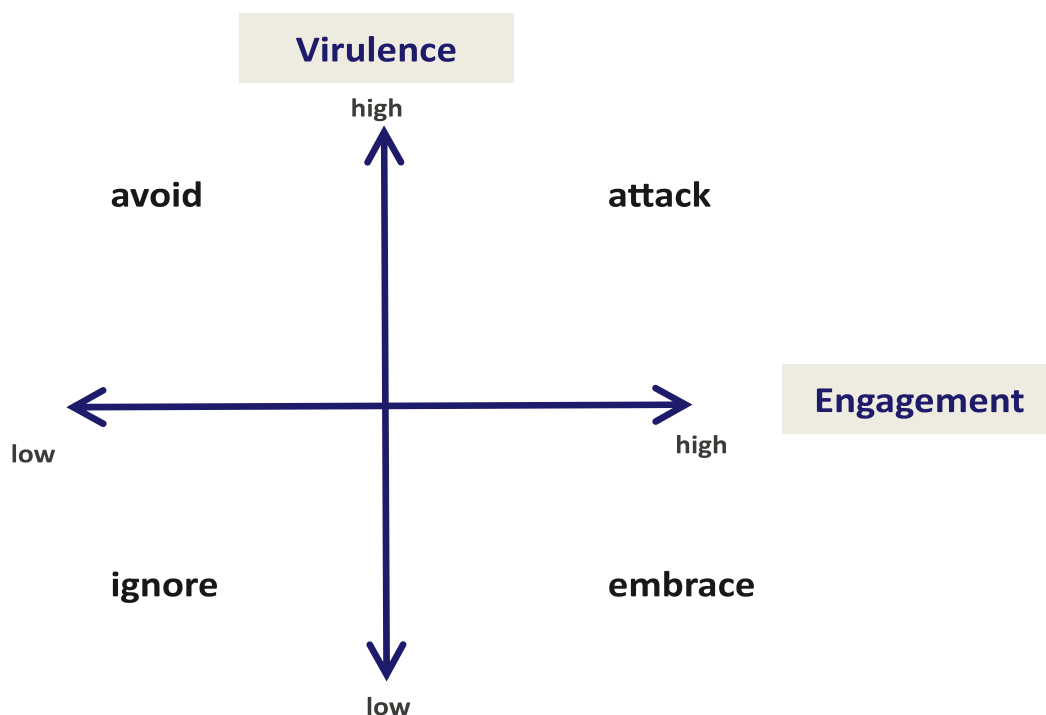 Virulence
high
avoid
attack
Engagement
low
high
ignore
embrace
low